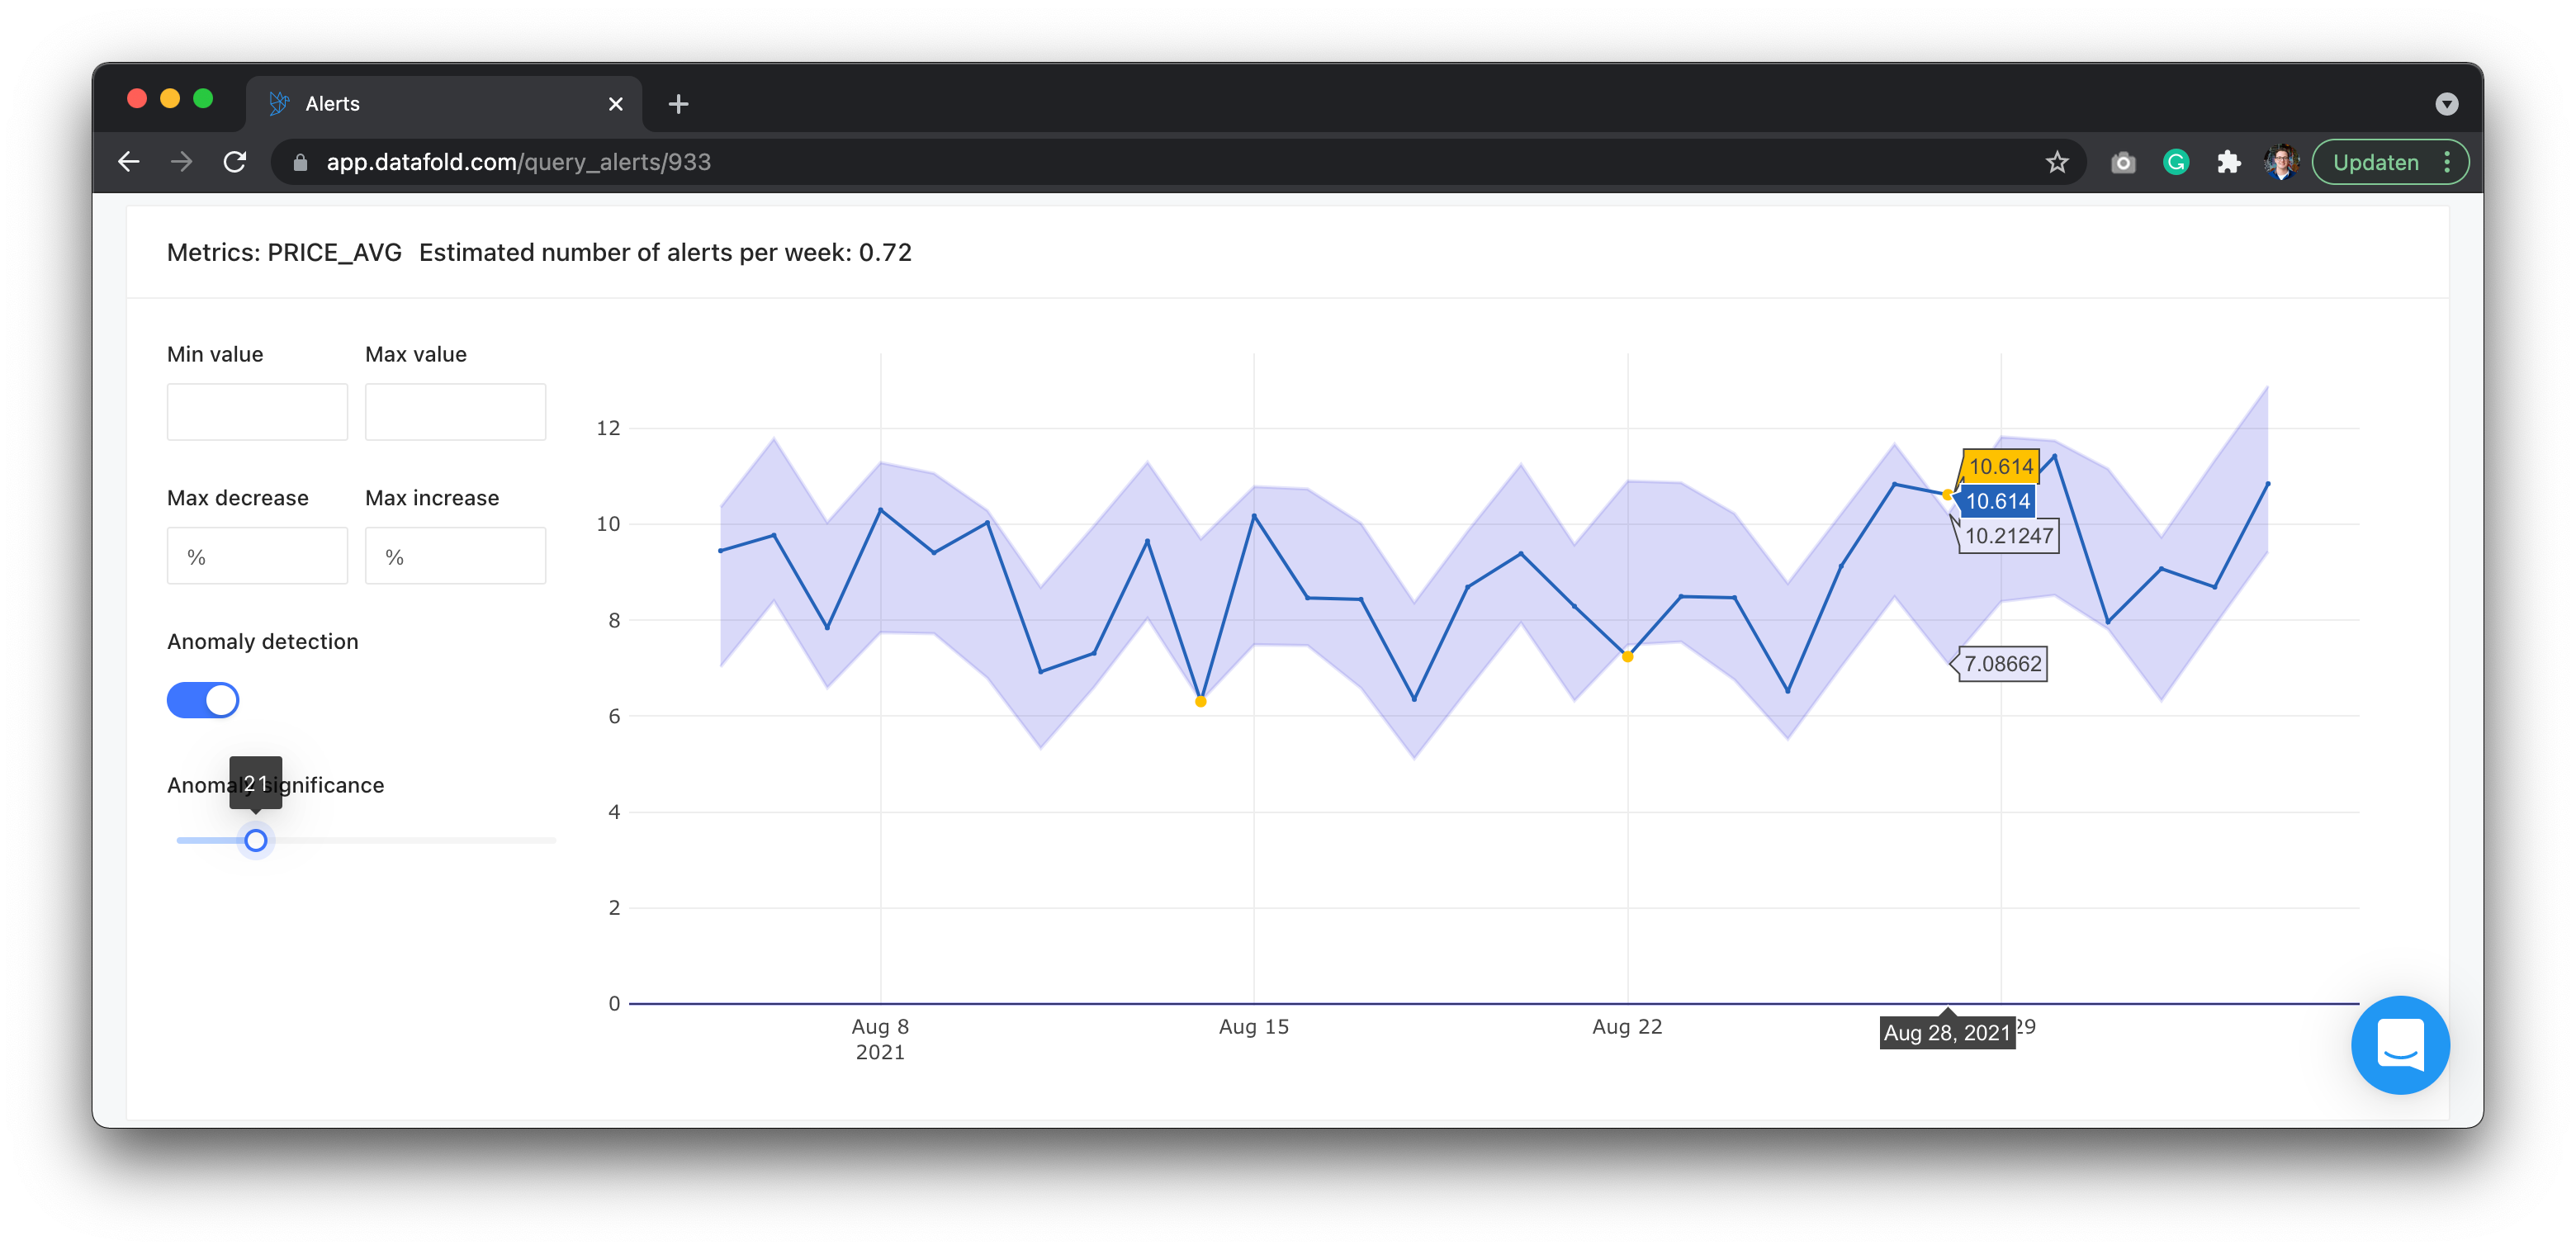 Alerts
app.datafold.com/query_alerts/933
Updaten
Metrics: PRICE_AVG Estimated number of alerts per week: 0.72
Min value Max value
Max decrease Max increase
% %
Anomaly detection
Anomaly significance
21
12
10
8
6
4
2
0
10.614
10.614
10.21247
7.08662
Aug 8 Aug 15 Aug 22 Aug 28, 2021 29
2021